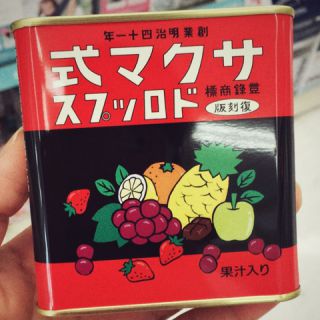 創業明治四十一年
サクマ式
登録商標
ドロップス
復刻版
果汁入り